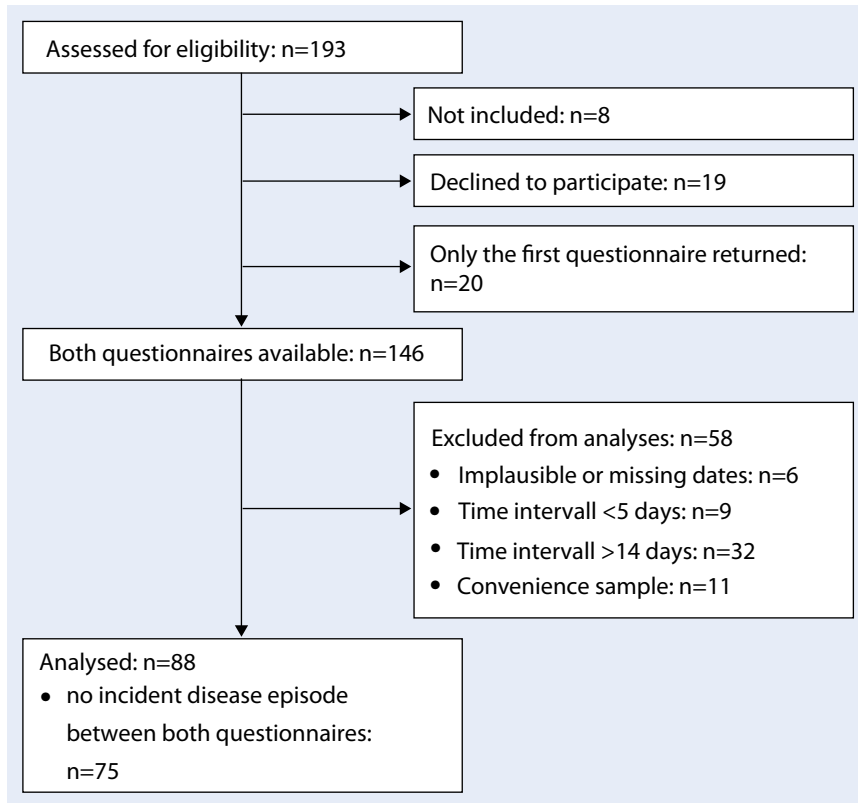 Assessed for eligibility: n=193
Not included: n=8
Declined to participate: n=19
Only the first questionnaire returned:
n=20
Both questionnaires available: n=146
Excluded from analyses: n=58
• Implausible or missing dates: n=6
• Time intervall <5 days: n=9
• Time intervall >14 days: n=32
• Convenience sample: n=11
Analysed: n=88
• no incident disease episode
between both questionnaires:
n=75